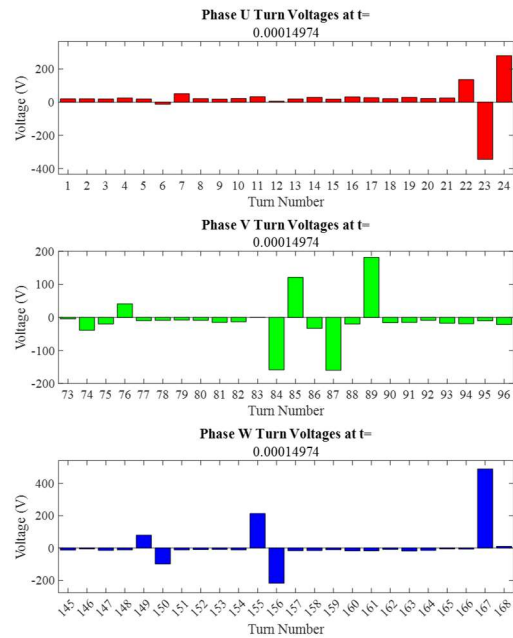 Phase U Turn Voltages at t=
0.00014974
Voltage (V)
200
0
-200
-400
1 2 3 4 5 6 7 8 9 10 11 12 13 14 15 16 17 18 19 20 21 22 23 24
Turn Number
Phase V Turn Voltages at t=
0.00014974
Voltage (V)
200
100
0
-100
-200
73 74 75 76 77 78 79 80 81 82 83 84 85 86 87 88 89 90 91 92 93 94 95 96
Turn Number
Phase W Turn Voltages at t=
0.00014974
Voltage (V)
400
200
0
-200
145 146 147 148 149 150 151 152 153 154 155 156 157 158 159 160 161 162 163 164 165 166 167 168
Turn Number